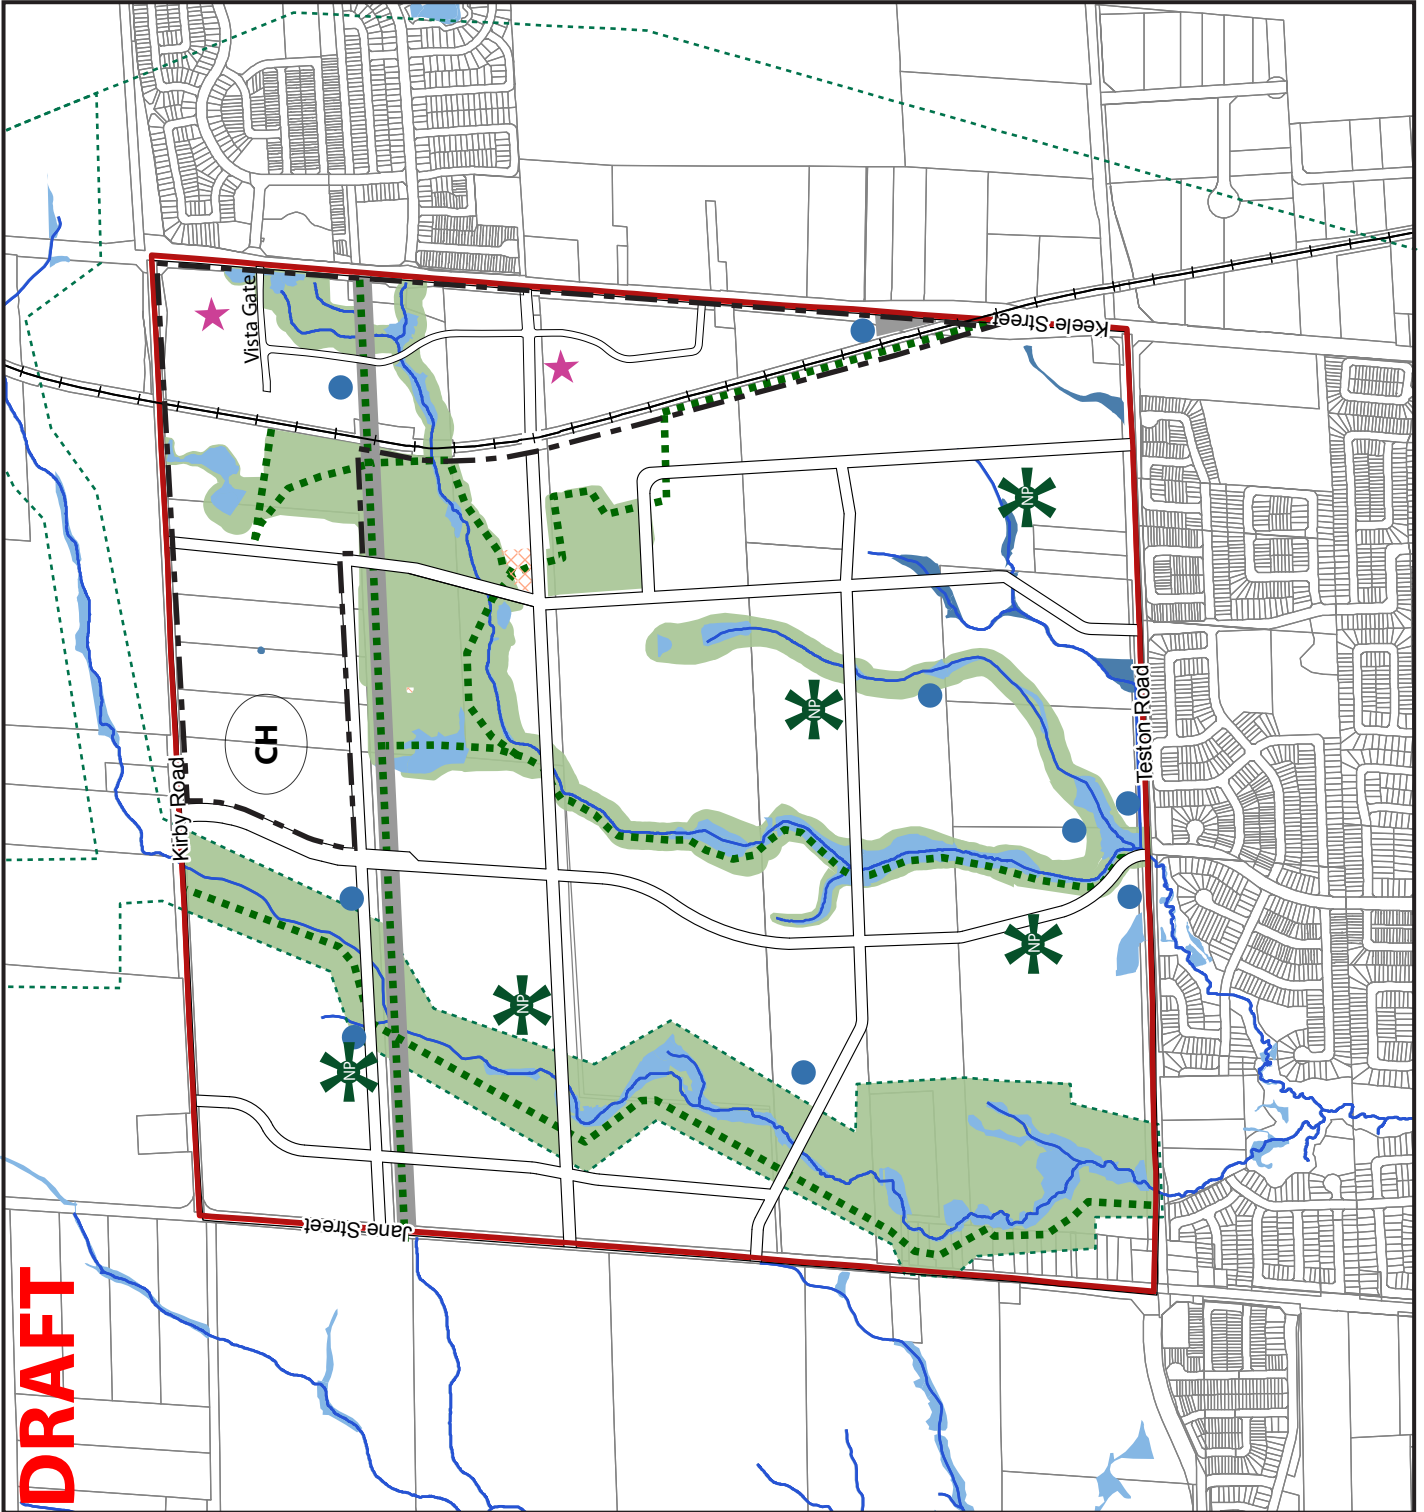 Keele Street
Vista Gate
NP
NP
Teston Road
CH
Kirby Road
NP
NP
NP
Jane Street
DRAFT